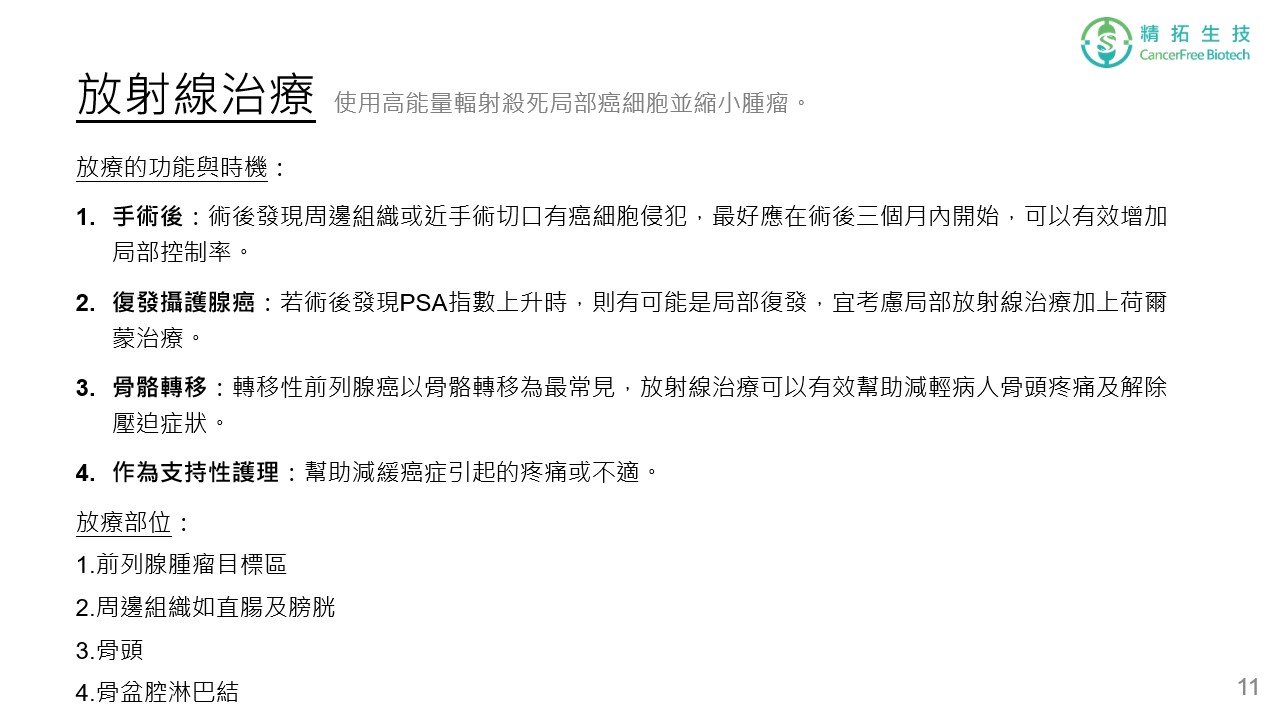 精拓生技
CancerFree Biotech
放射線治療 使用高能量輻射殺死局部癌細胞並縮小腫瘤。
放療的功能與時機：
1. 手術後：術後發現周邊組織或近手術切口有癌細胞侵犯，最好應在術後三個月內開始，可以有效增加
局部控制率。
2. 復發攝護腺癌：若術後發現PSA指數上升時，則有可能是局部復發，宜考慮局部放射線治療加上荷爾
蒙治療。
3. 骨骼轉移：轉移性前列腺癌以骨骼轉移為最常見，放射線治療可以有效幫助減輕病人骨頭疼痛及解除
壓迫症狀。
4. 作為支持性護理：幫助減緩癌症引起的疼痛或不適。
放療部位：
1.前列腺腫瘤目標區
2.周邊組織如直腸及膀胱
3.骨頭
4.骨盆腔淋巴結
11